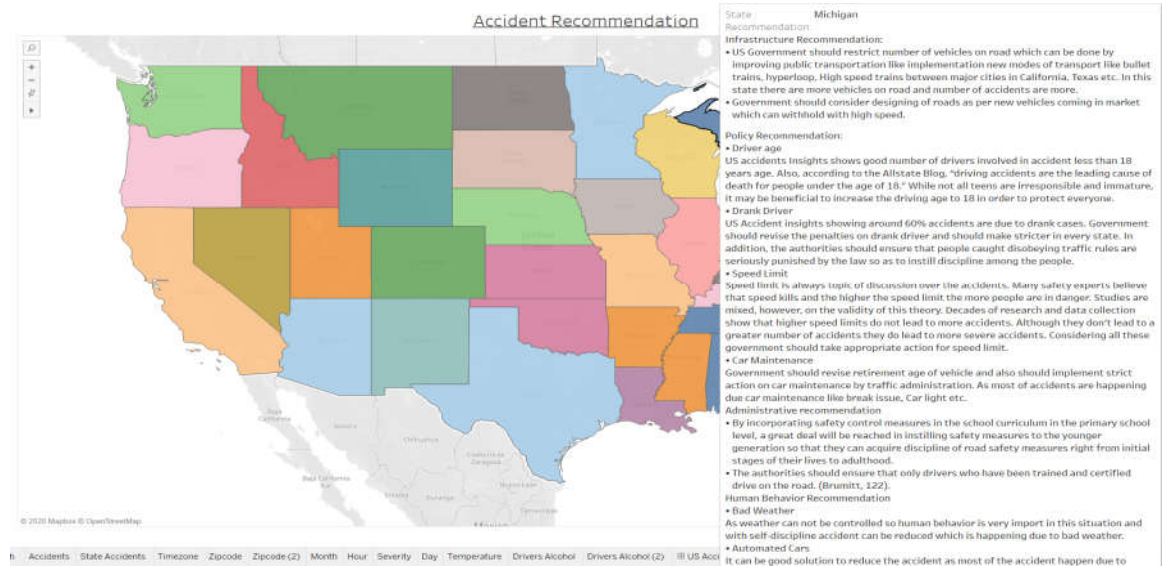 Accident Recommendation
State Michigan
Recommendation
Infrastructure Recommendation:
• US Government should restrict number of vehicles on road which can be done by
improving public transportation like implementation new modes of transport like bullet
trains, hyperloop, High speed trains between major cities in California, Texas etc. In this
state there are more vehicles on road and number of accidents are more.
• Government should consider designing of roads as per new vehicles coming in market
which can withhold with high speed.
Policy Recommendation:
• Driver age
US accidents Insights shows good number of drivers involved in accident less than 18
years age. Also, according to the Allstate Blog, "driving accidents are the leading cause of
death for people under the age of 18." While not all teens are irresponsible and immature,
it may be beneficial to increase the driving age to 18 in order to protect everyone.
• Drank Driver
US Accident insights showing around 60% accidents are due to drank cases. Government
should revise the penalties on drank driver and should make stricter in every state. In
addition, the authorities should ensure that people caught disobeying traffic rules are
seriously punished by the law so as to instill discipline among the people.
• Speed Limit
Speed limit is always topic of discussion over the accidents. Many safety experts believe
that speed kills and the higher the speed limit the more people are in danger. Studies are
mixed, however, on the validity of this theory. Decades of research and data collection
show that higher speed limits do not lead to more accidents. Although they don't lead to a
greater number of accidents they do lead to more severe accidents. Considering all these
government should take appropriate action for speed limit.
• Car Maintenance
Government should revise retirement age of vehicle and also should implement strict
action on car maintenance by traffic administration. As most of accidents are happening
due car maintenance like break issue, Car light etc.
Administrative recommendation
• By incorporating safety control measures in the school curriculum in the primary school
level, a great deal will be reached in instilling safety measures to the younger
generation so that they can acquire discipline of road safety measures right from initial
stages of their lives to adulthood.
• The authorities should ensure that only drivers who have been trained and certified
drive on the road. (Brumitt, 122).
Human Behavior Recommendation
• Bad Weather
As weather can not be controlled so human behavior is very import in this situation and
with self-discipline accident can be reduced which is happening due to bad weather.
• Automated Cars
It can be good solution to reduce the accident as most of the accident happen due to
Baja California Sur
Chihuahua
Durango
© 2020 Mapbox © OpenStreetMap
h Accidents State Accidents Timezone Zipcode Zipcode (2) Month Hour Severity Day Temperature Drivers Alcohol Drivers Alcohol (2) US Acci